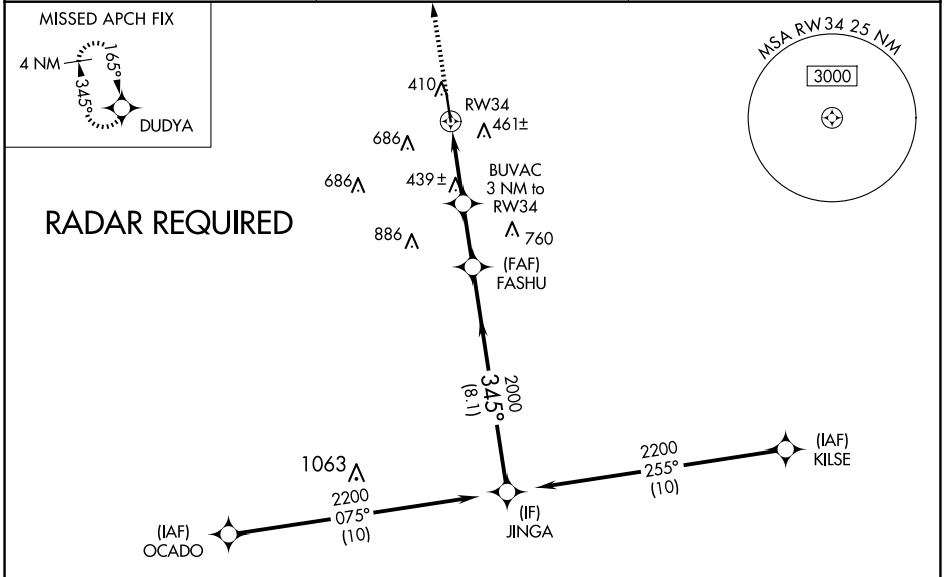 MISSED APCH FIX
4 NM
165°
345°
DUDYA
MSA RW34 25 NM
3000
410
RW34
461±
686
BUVAC
3 NM to
RW34
686
439±
RADAR REQUIRED
886
760
(FAF)
FASHU
2000
345°
(8.1)
1063
2200
075°
(10)
(IAF)
OCADO
(IF)
JINGA
2200
255°
(10)
(IAF)
KILSE